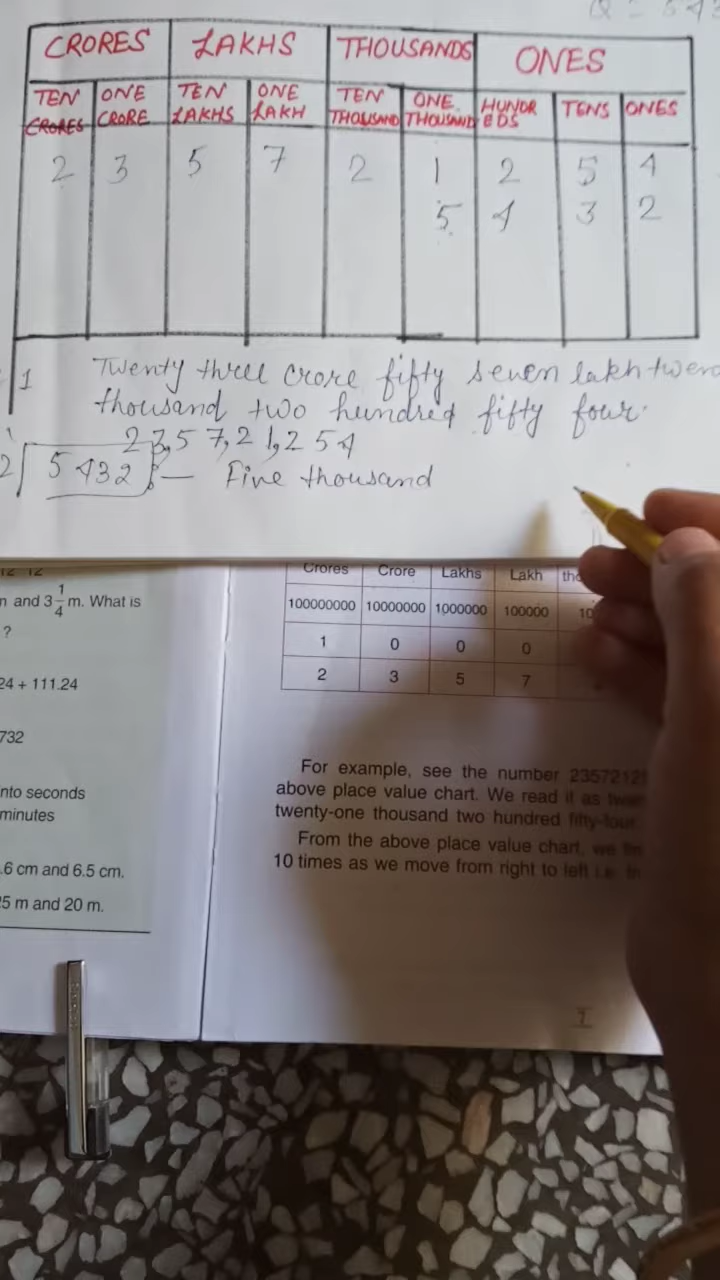 CRORES LAKHS THOUSANDS ONES
TEN CRORES ONE CRORE TEN LAKHS ONE LAKH TEN THOUSAND ONE THOUSAND HUNDREDS TENS ONES
2 3 5 7 2 1 2 5 4
5 4 3 2
1 Twenty three crore fifty seven lakh
thousand two hundred fifty four.
23,57,21,254
2 5432 :— Five thousand
Crores Crore Lakhs Lakh
100000000 10000000 1000000 100000
1 0 0 0
2 3 5 7
and 3 1/4 m. What is
?
24 + 111.24
732
into seconds
minutes
.6 cm and 6.5 cm.
5 m and 20 m.
For example, see the number 2357212
above place value chart. We read it as
twenty-one thousand two hundred fifty-four.
From the above place value chart, we
10 times as we move from right to left i.e.